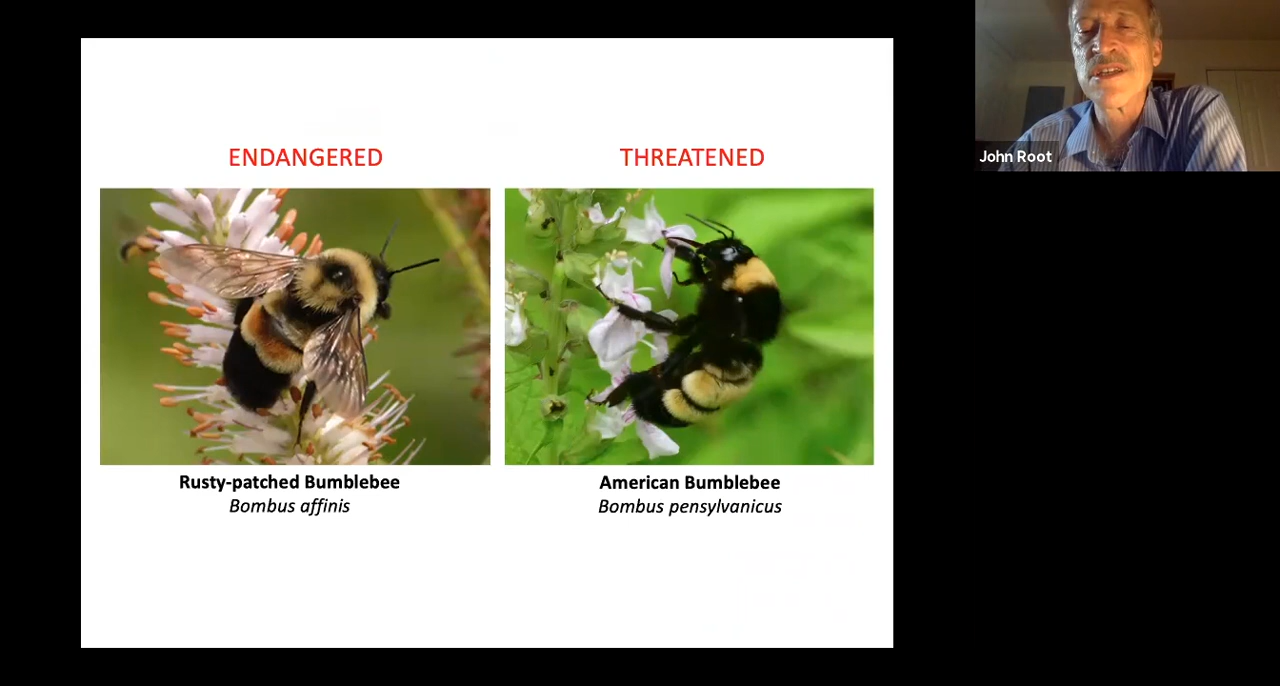 ENDANGERED
THREATENED
Rusty-patched Bumblebee
Bombus affinis
American Bumblebee
Bombus pensylvanicus
John Root